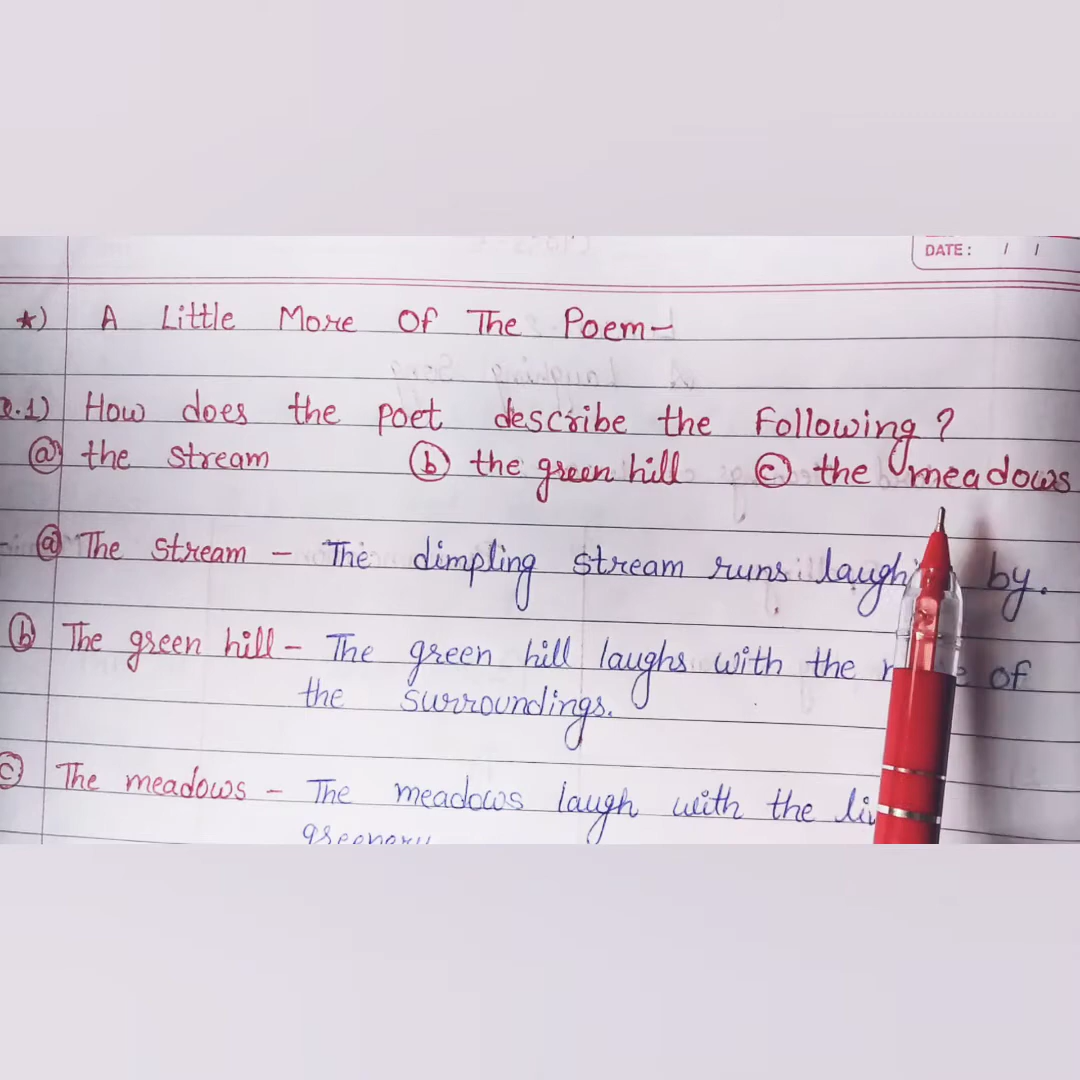 DATE: / /
*) A Little More Of The Poem-
Q.1) How does the poet describe the following?
(a) the stream (b) the green hill (c) the meadows
(a) The stream - The dimpling stream runs by.
(b) The green hill - The green hill laughs with the of
the surroundings.
(c) The meadows - The meadows laugh with the
greenery